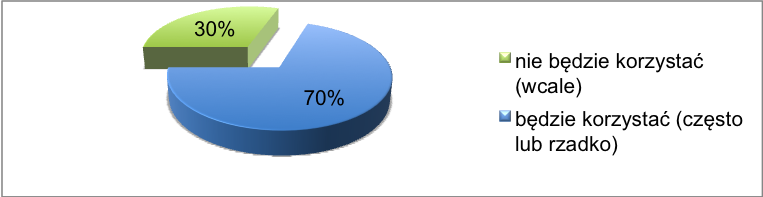 30%
70%
nie będzie korzystać
(wcale)
będzie korzystać (często
lub rzadko)